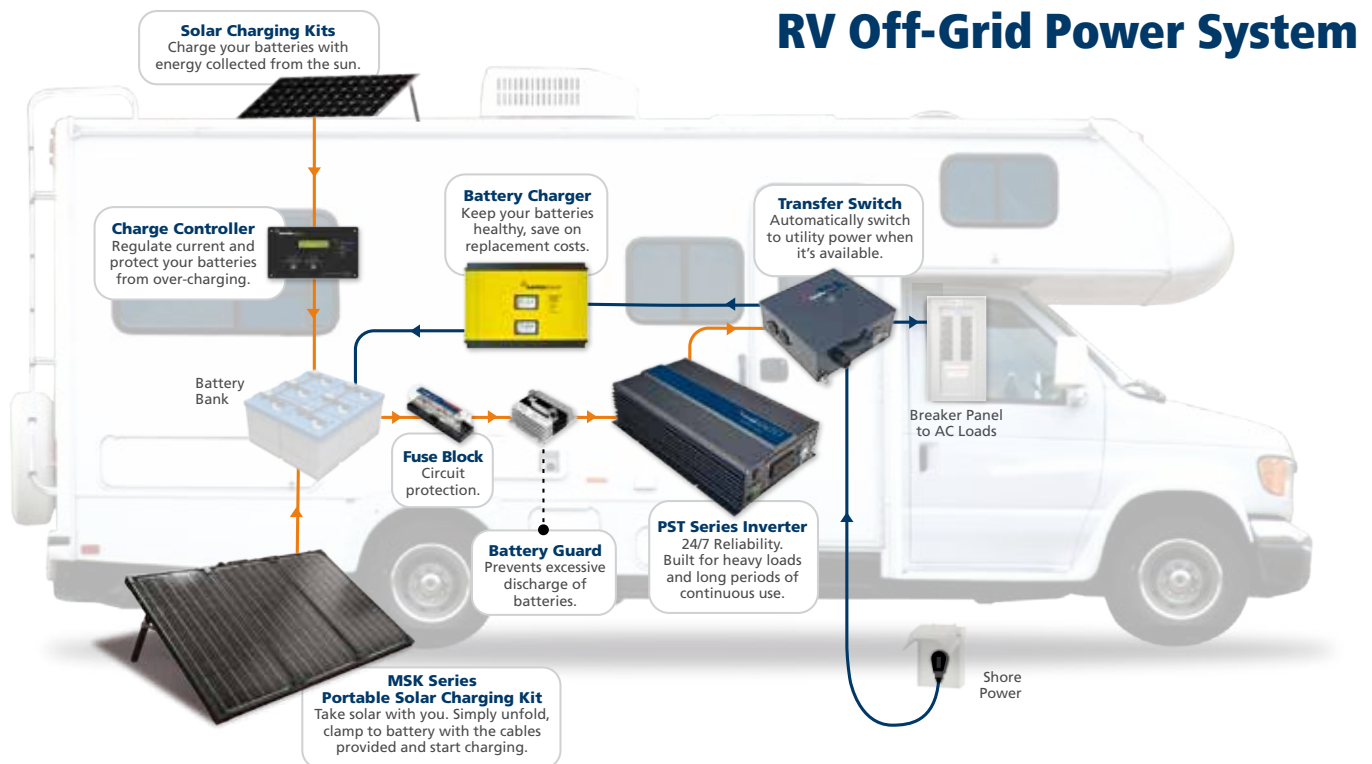 RV Off-Grid Power System
Solar Charging Kits
Charge your batteries with
energy collected from the sun.
Charge Controller
Regulate current and
protect your batteries
from over-charging.
Battery Charger
Keep your batteries
healthy, save on
replacement costs.
Transfer Switch
Automatically switch
to utility power when
it's available.
Battery
Bank
Breaker Panel
to AC Loads
Fuse Block
Circuit
protection.
Battery Guard
Prevents excessive
discharge of
batteries.
PST Series Inverter
24/7 Reliability.
Built for heavy loads
and long periods of
continuous use.
Shore
Power
MSK Series
Portable Solar Charging Kit
Take solar with you. Simply unfold,
clamp to battery with the cables
provided and start charging.